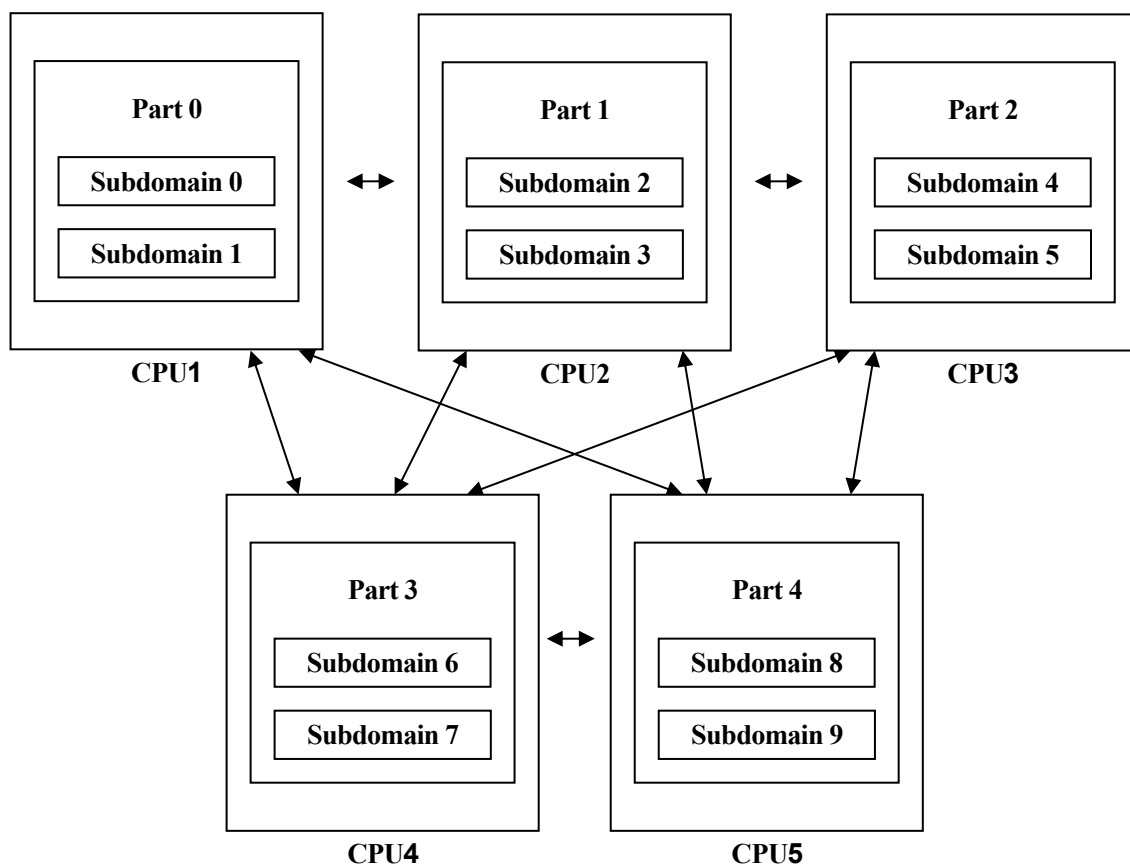 Part 0
Subdomain 0
Subdomain 1
CPU1
Part 1
Subdomain 2
Subdomain 3
CPU2
Part 2
Subdomain 4
Subdomain 5
CPU3
Part 3
Subdomain 6
Subdomain 7
CPU4
Part 4
Subdomain 8
Subdomain 9
CPU5